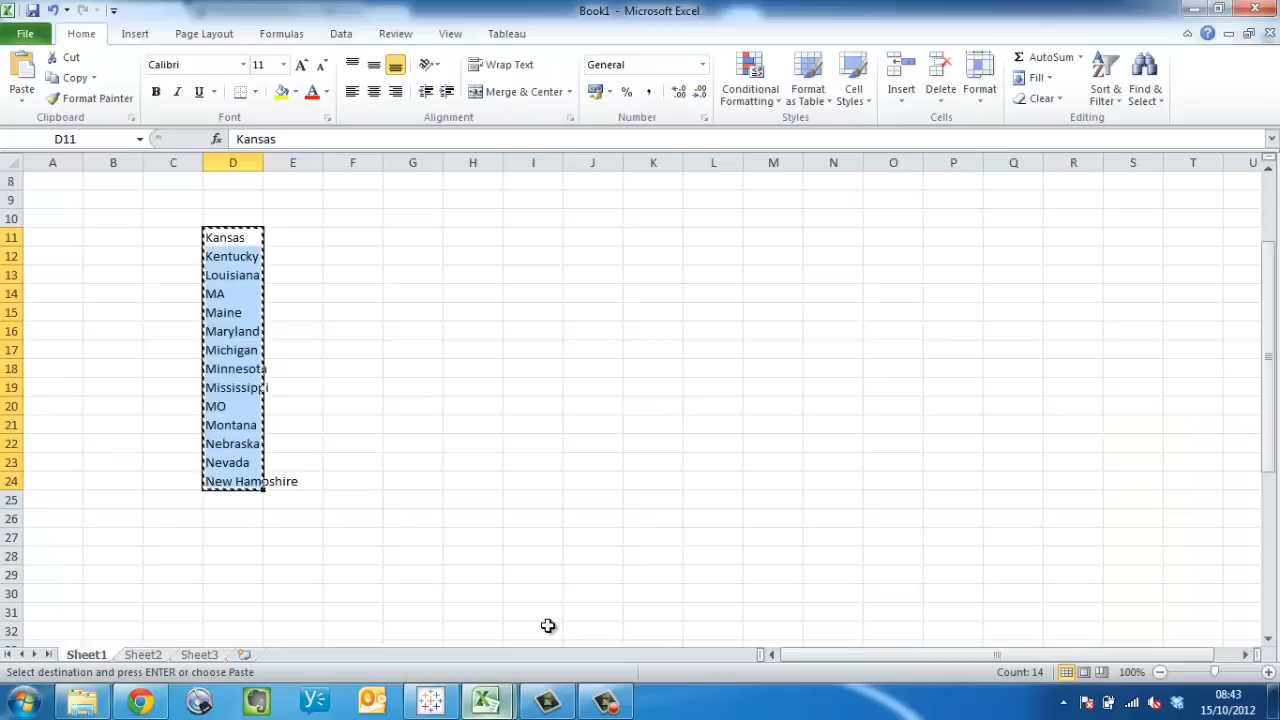 Book1 - Microsoft Excel
File Home Insert Page Layout Formulas Data Review View Tableau
Paste
Cut
Copy
Format Painter
Clipboard
Calibri 11
B I U
Font
Wrap Text
Merge & Center
Alignment
General
%
Number
Conditional Formatting
Format as Table
Cell Styles
Styles
Insert
Delete
Format
Cells
AutoSum
Fill
Clear
Sort & Filter
Find & Select
Editing
D11 fx Kansas
A B C D E F G H I J K L M N O P Q R S T U
8
9
10
11 Kansas
12 Kentucky
13 Louisiana
14 MA
15 Maine
16 Maryland
17 Michigan
18 Minnesota
19 Mississippi
20 MO
21 Montana
22 Nebraska
23 Nevada
24 New Hampshire
25
26
27
28
29
30
31
32
Sheet1 Sheet2 Sheet3
Select destination and press ENTER or choose Paste Count: 14 100%
08:43
15/10/2012